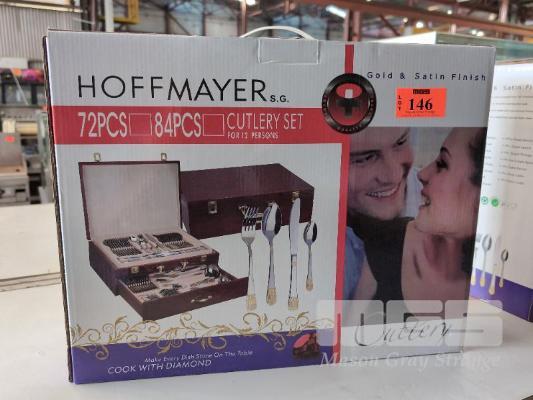 HOFFMAYER S.G.
Gold & Satin Finish
LOT 146
72PCS 84PCS CUTLERY SET
FOR 12 PERSONS
Make Every Dish Shine On The Table
COOK WITH DIAMOND
Cutlery
MGS
Mason Gray Strange